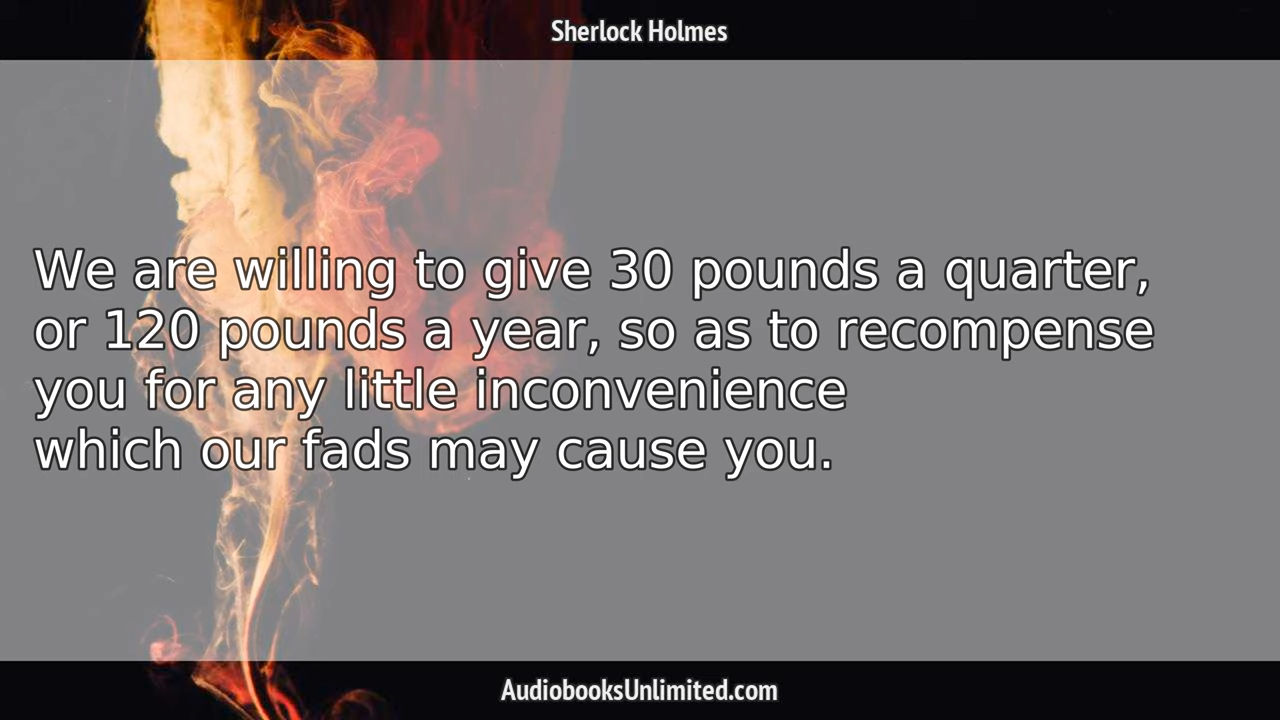 Sherlock Holmes
We are willing to give 30 pounds a quarter,
or 120 pounds a year, so as to recompense
you for any little inconvenience
which our fads may cause you.
AudiobooksUnlimited.com